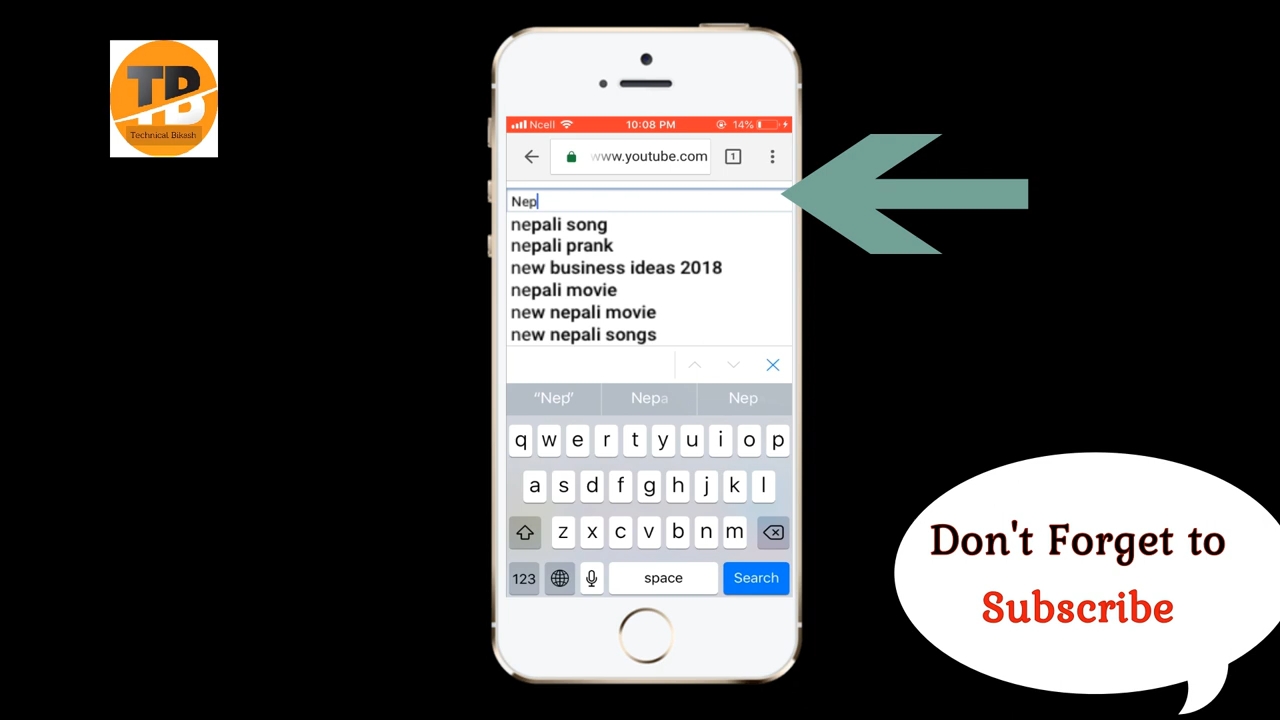 TB
Technical Bikash
Ncell 10:08 PM 14%
www.youtube.com 1
Nep
nepali song
nepali prank
new business ideas 2018
nepali movie
new nepali movie
new nepali songs
“Nep” Nepa Nep
q w e r t y u i o p
a s d f g h j k l
z x c v b n m
123 space Search
Don't Forget to
Subscribe